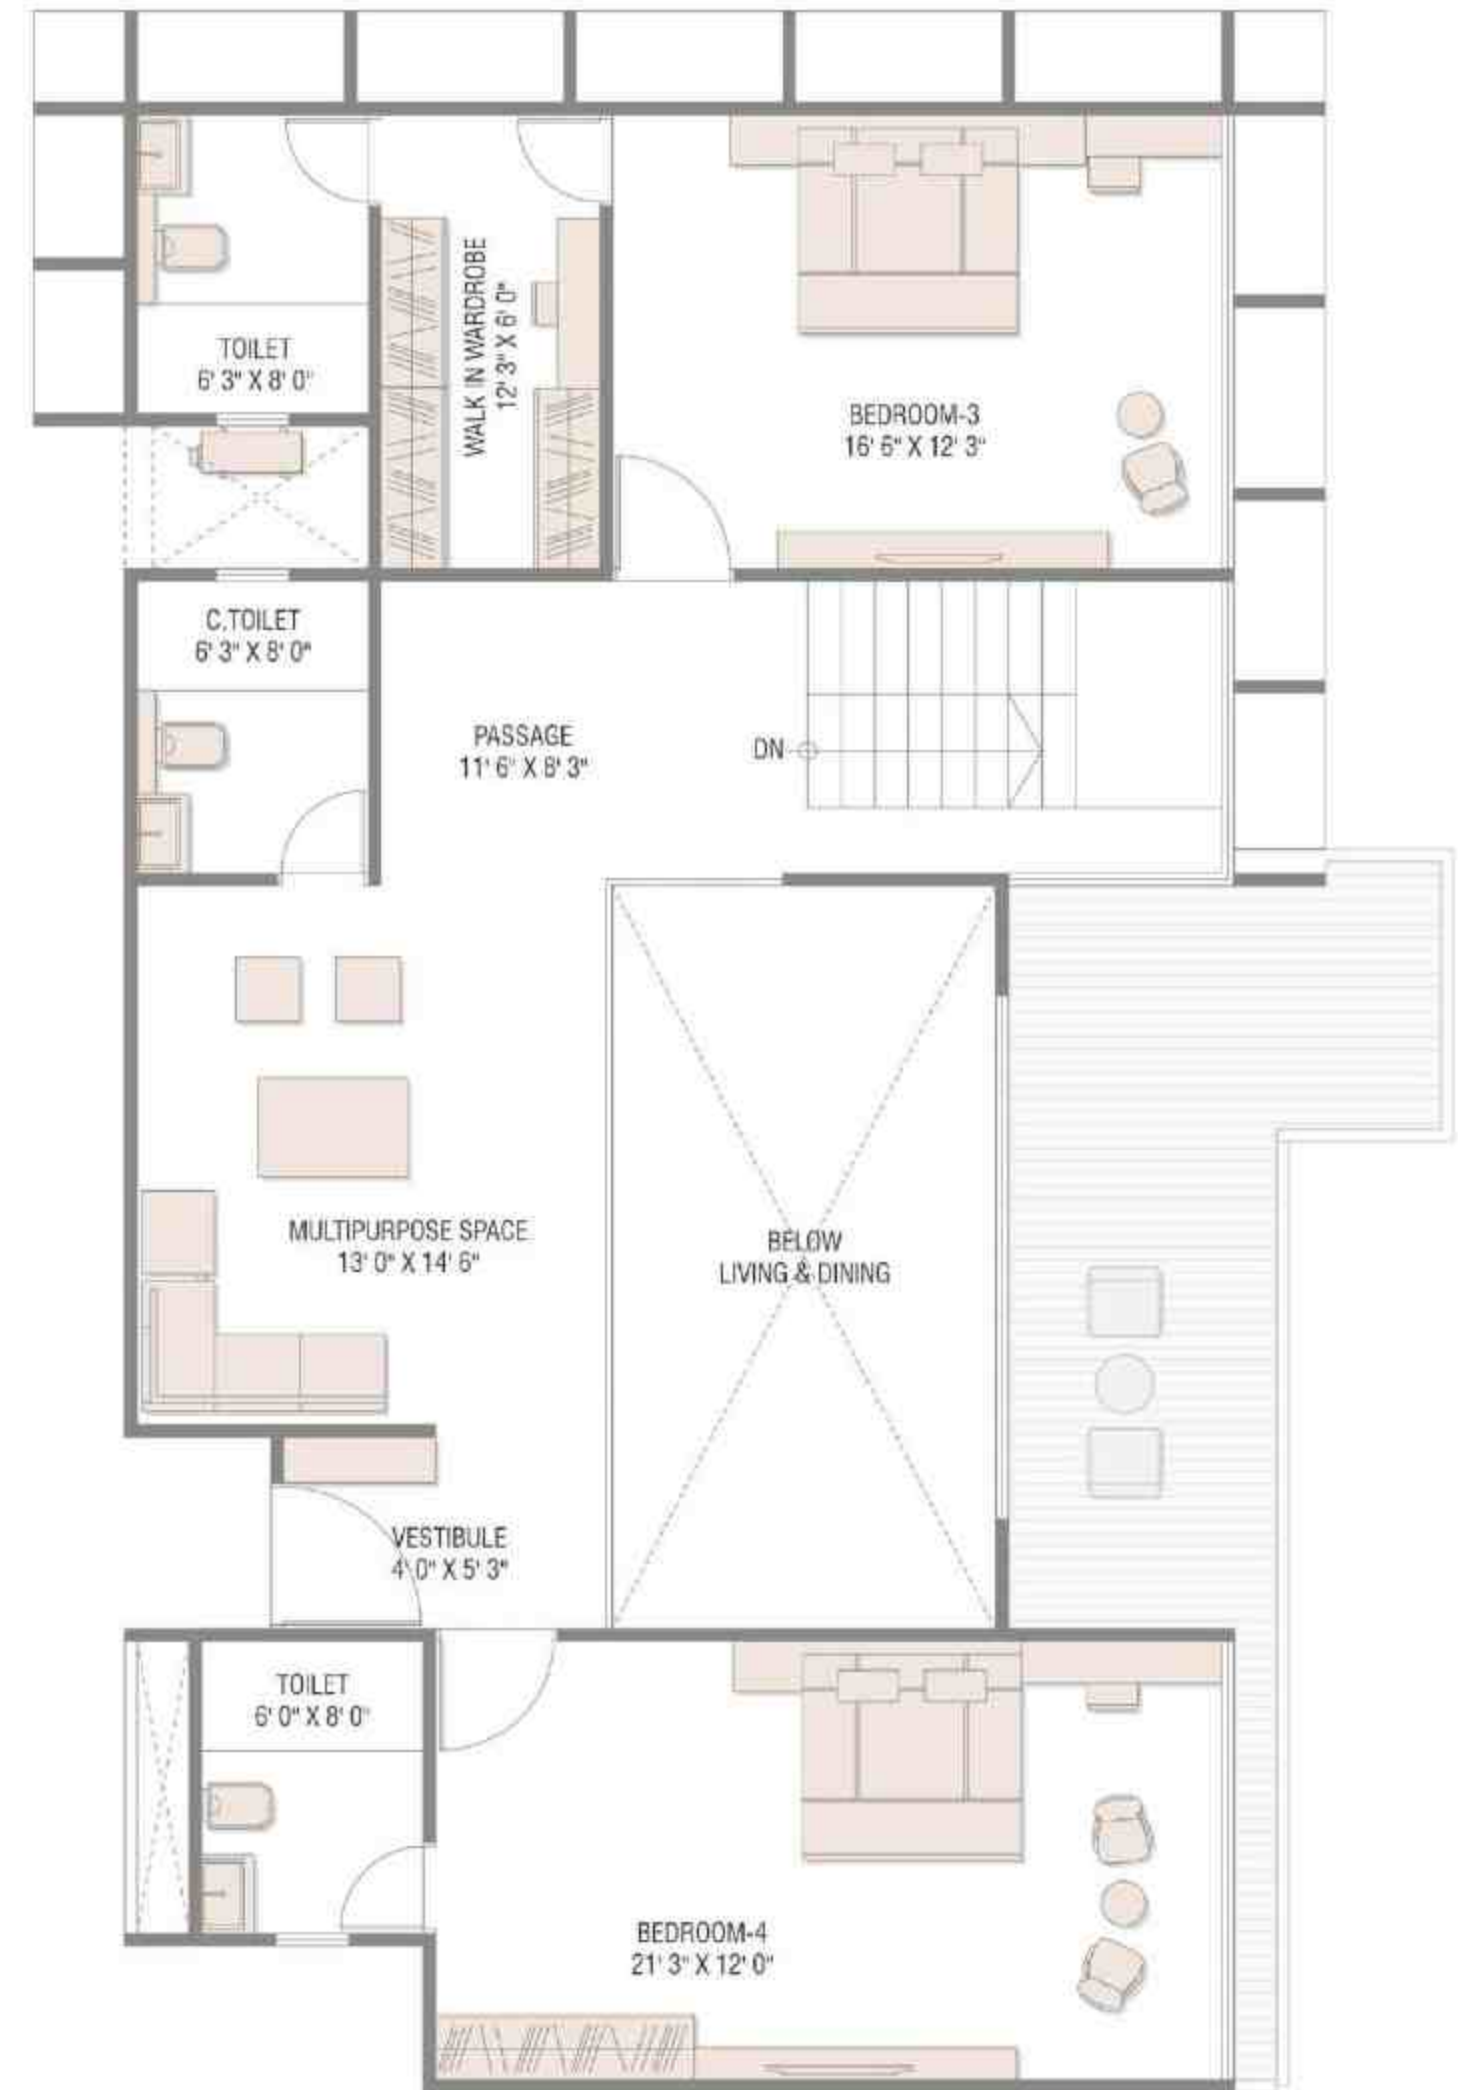 TOILET
6' 3" X 8' 0"
WALK IN WARDROBE
12' 3" X 6' 0"
BEDROOM-3
16' 6" X 12' 3"
C.TOILET
6' 3" X 8' 0"
PASSAGE
11' 6" X 8' 3"
DN
MULTIPURPOSE SPACE
13' 0" X 14' 6"
BELOW
LIVING & DINING
VESTIBULE
4' 0" X 5' 3"
TOILET
6' 0" X 8' 0"
BEDROOM-4
21' 3" X 12' 0"